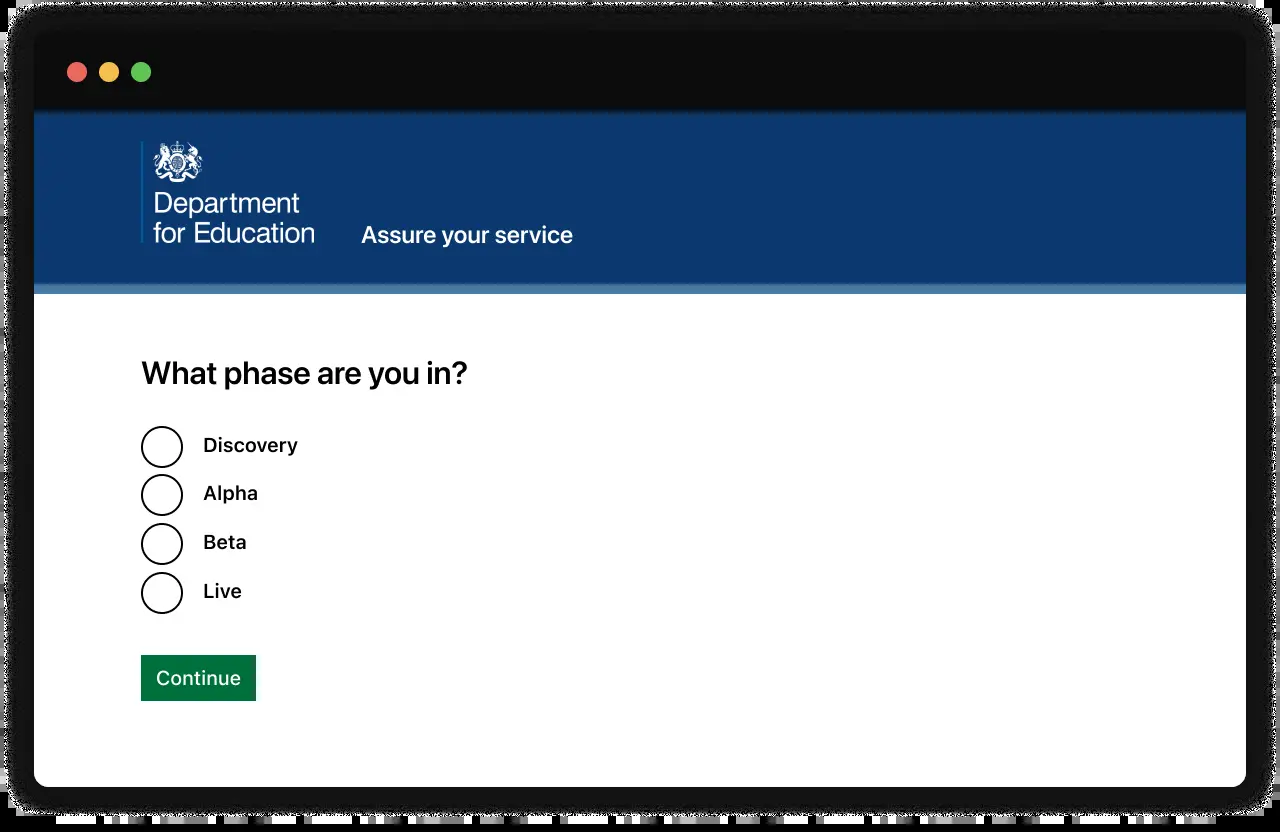 Department
for Education
Assure your service
What phase are you in?
Discovery
Alpha
Beta
Live
Continue